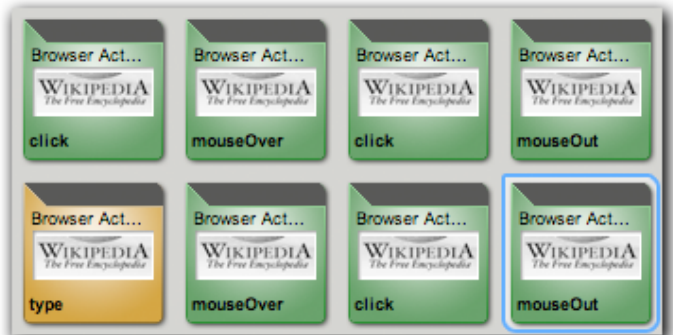 Browser Act... Browser Act... Browser Act... Browser Act...
WIKIPEDIA WIKIPEDIA WIKIPEDIA WIKIPEDIA
The Free Encyclopedia The Free Encyclopedia The Free Encyclopedia The Free Encyclopedia
click mouseOver click mouseOut
Browser Act... Browser Act... Browser Act... Browser Act...
WIKIPEDIA WIKIPEDIA WIKIPEDIA WIKIPEDIA
The Free Encyclopedia The Free Encyclopedia The Free Encyclopedia The Free Encyclopedia
type mouseOver click mouseOut